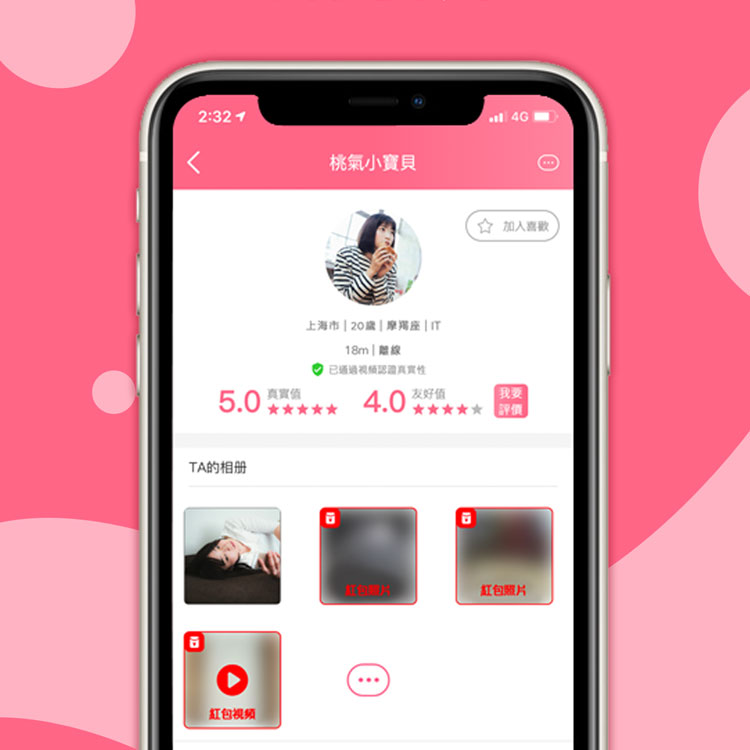 2:32
4G
桃氣小寶貝
加入喜歡
上海市 | 20歲 | 摩羯座 | IT
18m | 離線
已通過視頻認證真實性
5.0 真實值
4.0 友好值
我要
評價
TA的相册
紅包照片
紅包照片
紅包視頻